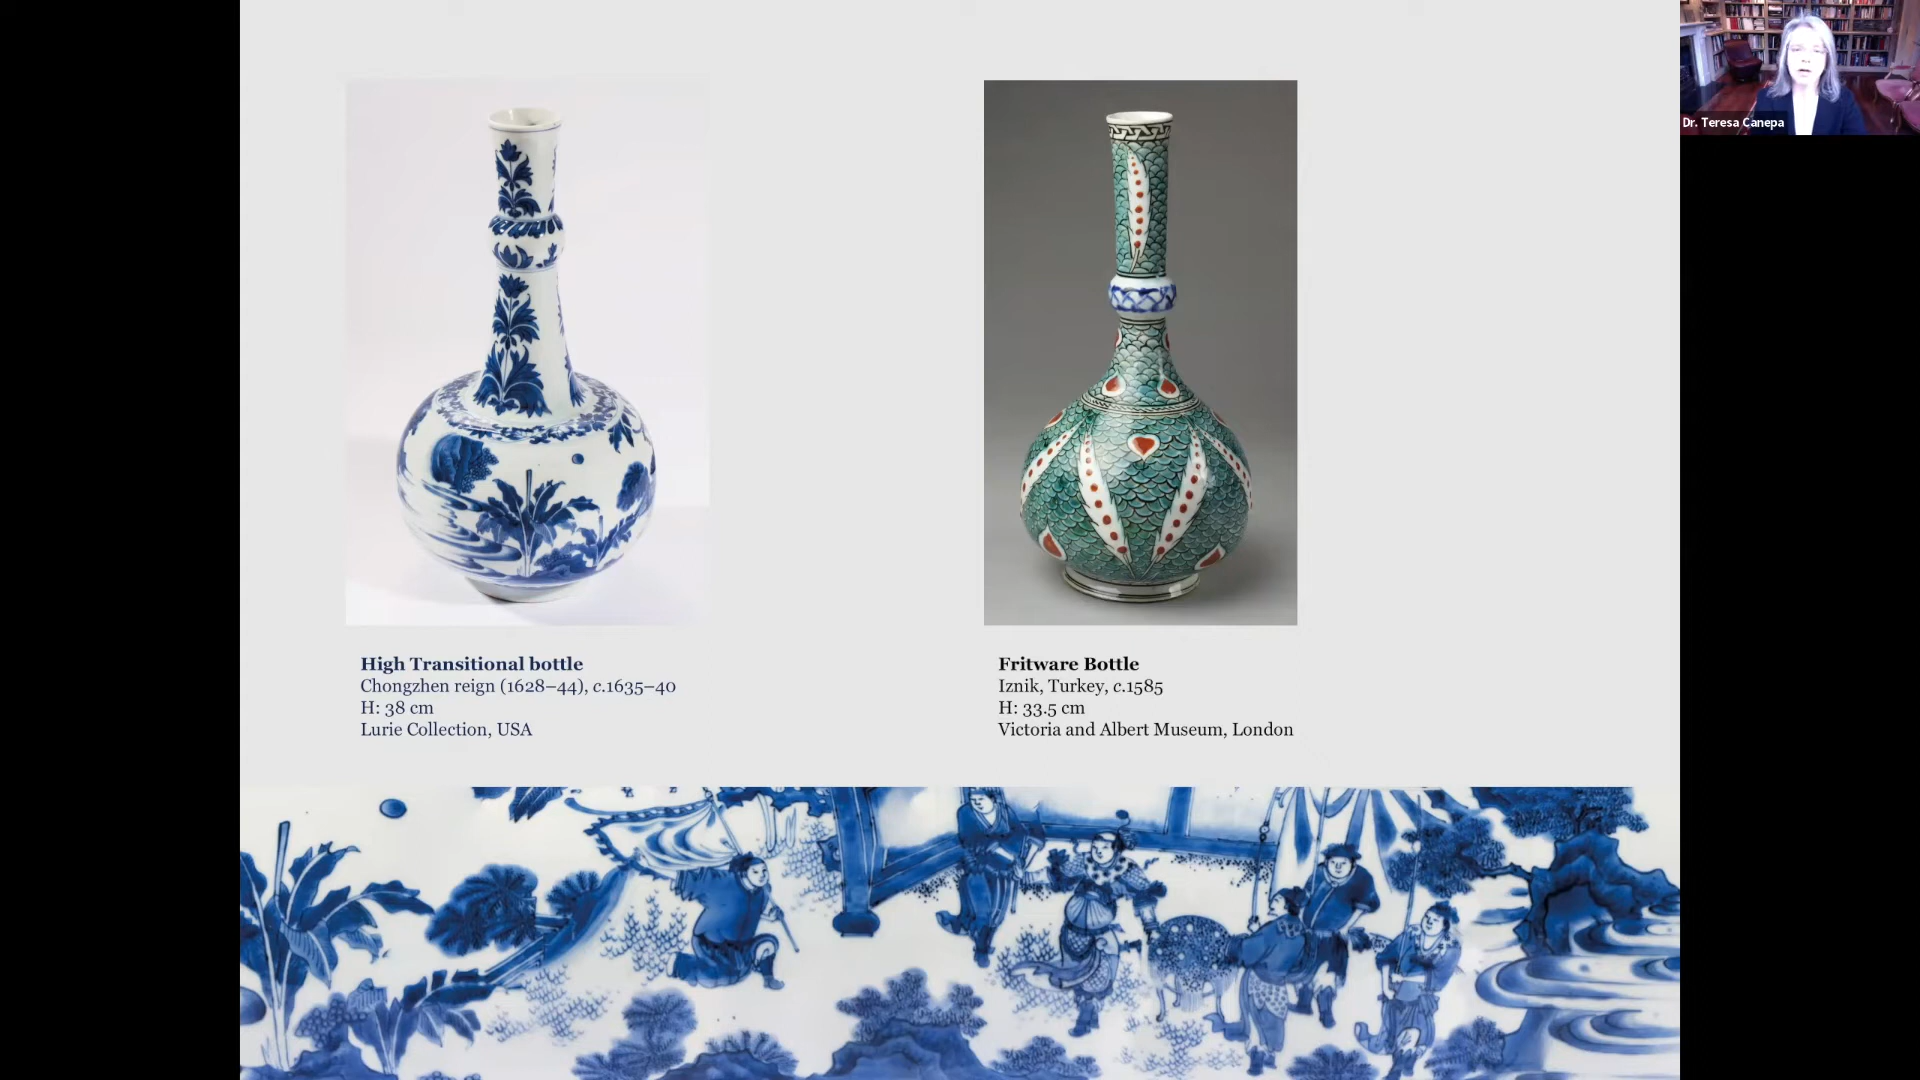 Dr. Teresa Canepa
High Transitional bottle
Chongzhen reign (1628–44), c.1635–40
H: 38 cm
Lurie Collection, USA
Fritware Bottle
Iznik, Turkey, c.1585
H: 33.5 cm
Victoria and Albert Museum, London